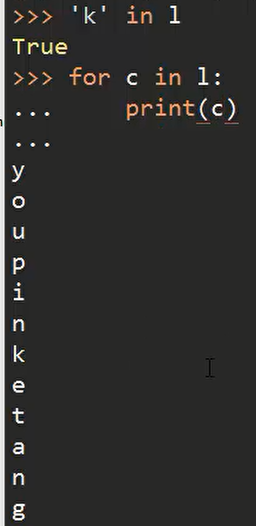 >>> 'k' in l
True
>>> for c in l:
...     print(c)
...
y
o
u
p
i
n
k
e
t
a
n
g